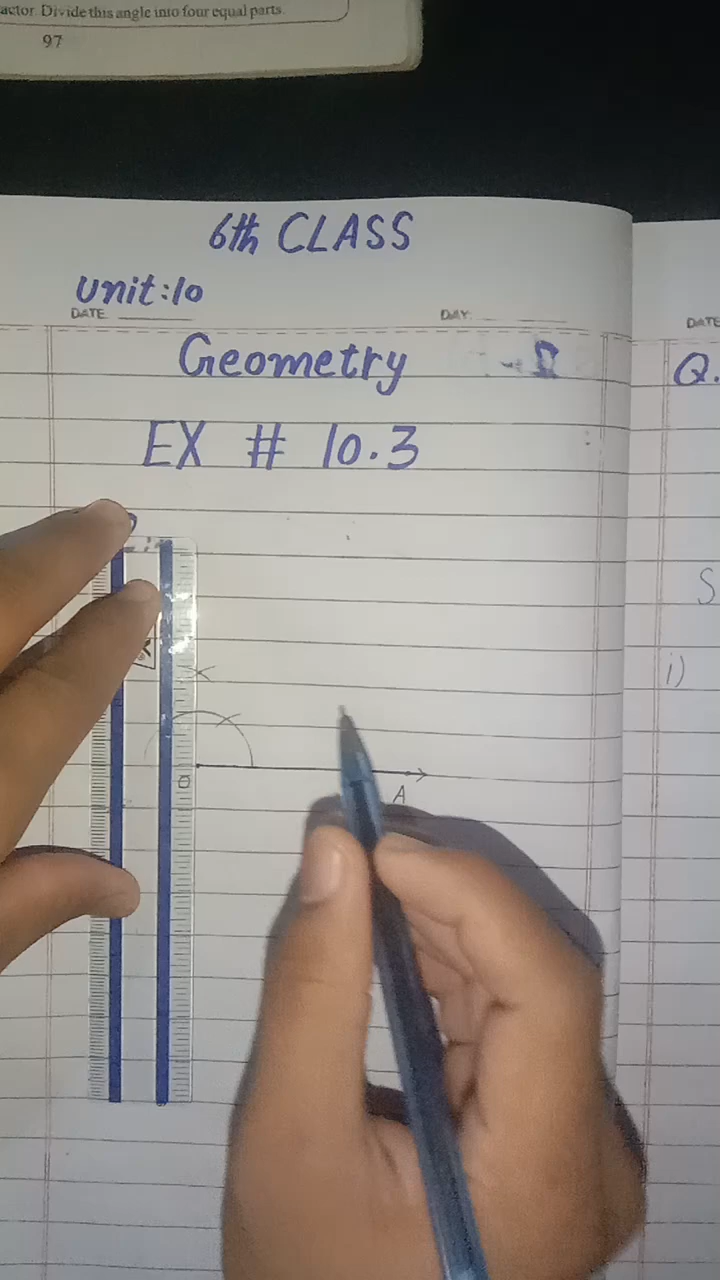 actor. Divide this angle into four equal parts.
97
6th CLASS
Unit:10
DATE
DAY
Geometry
EX # 10.3
O
A
DATE
Q.
S
i)